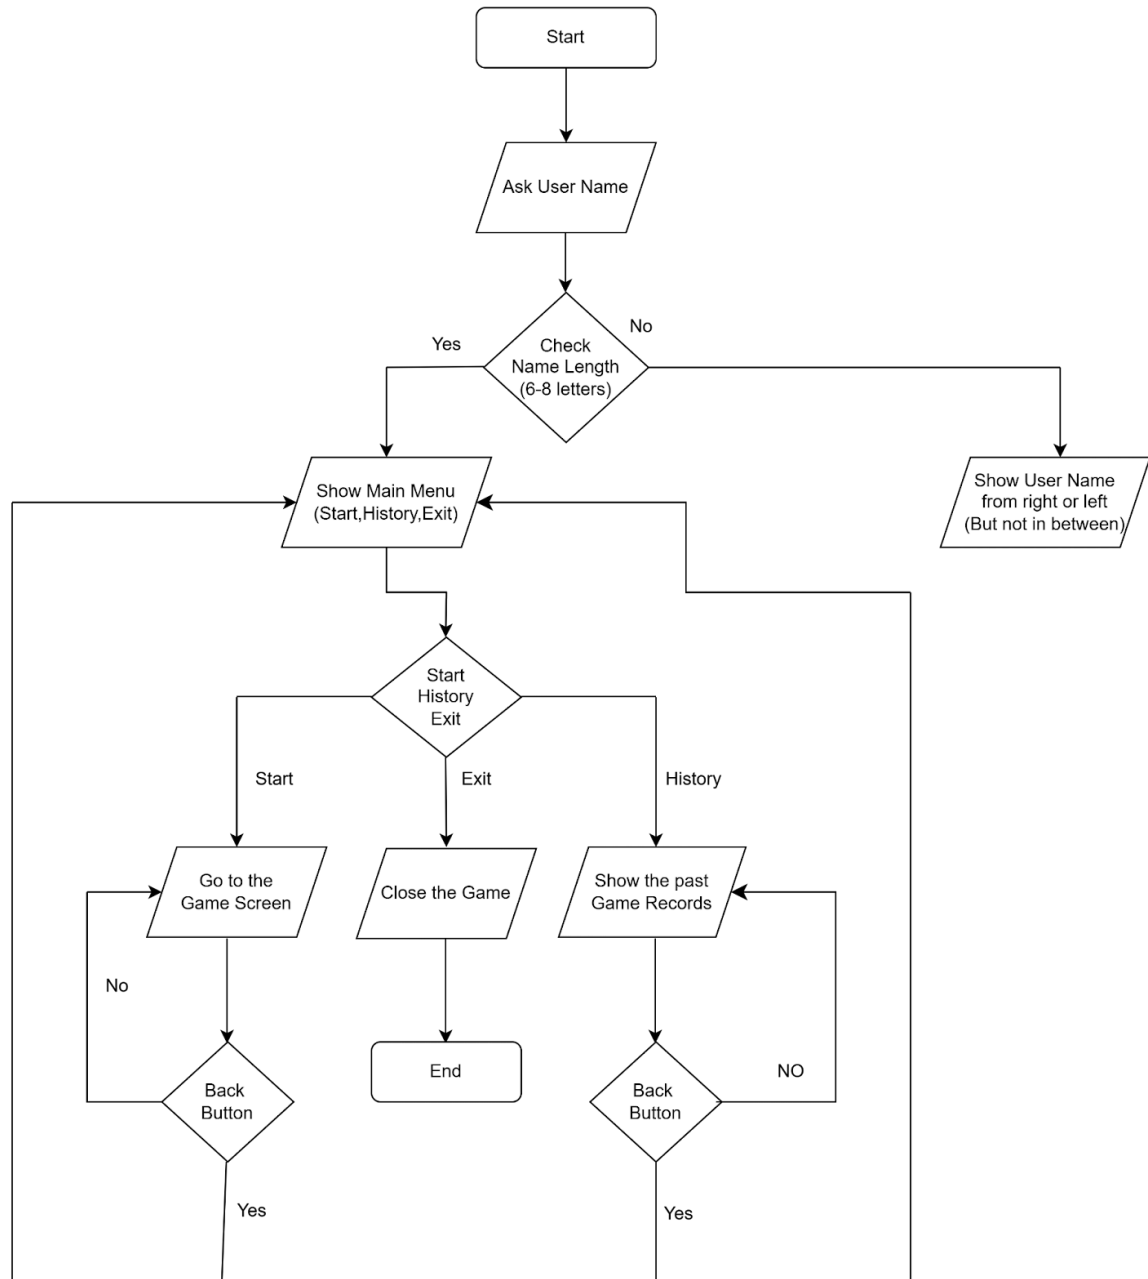 Start
Ask User Name
Check
Name Length
(6-8 letters)
Yes
No
Show Main Menu
(Start,History,Exit)
Show User Name
from right or left
(But not in between)
Start
History
Exit
Start
Exit
History
Go to the
Game Screen
Close the Game
Show the past
Game Records
No
NO
Back
Button
End
Back
Button
Yes
Yes